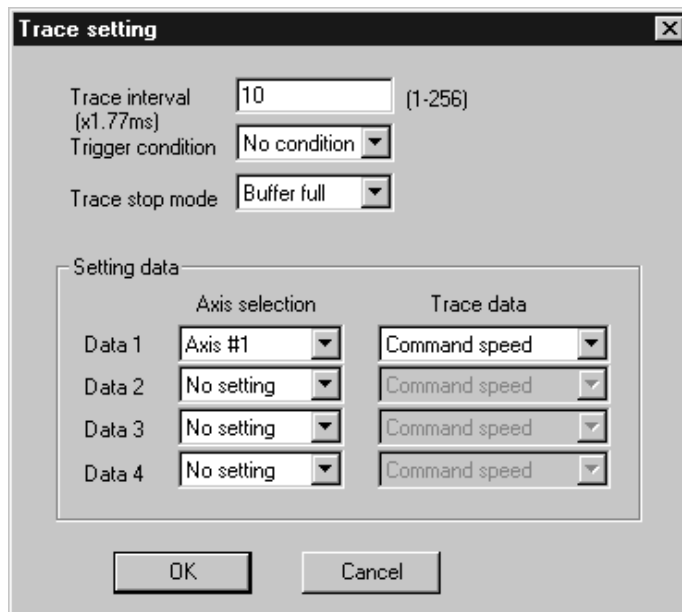 Trace setting
Trace interval 10 (1-256)
(x1.77ms)
Trigger condition No condition
Trace stop mode Buffer full
Setting data
Axis selection Trace data
Data 1 Axis #1 Command speed
Data 2 No setting Command speed
Data 3 No setting Command speed
Data 4 No setting Command speed
OK Cancel